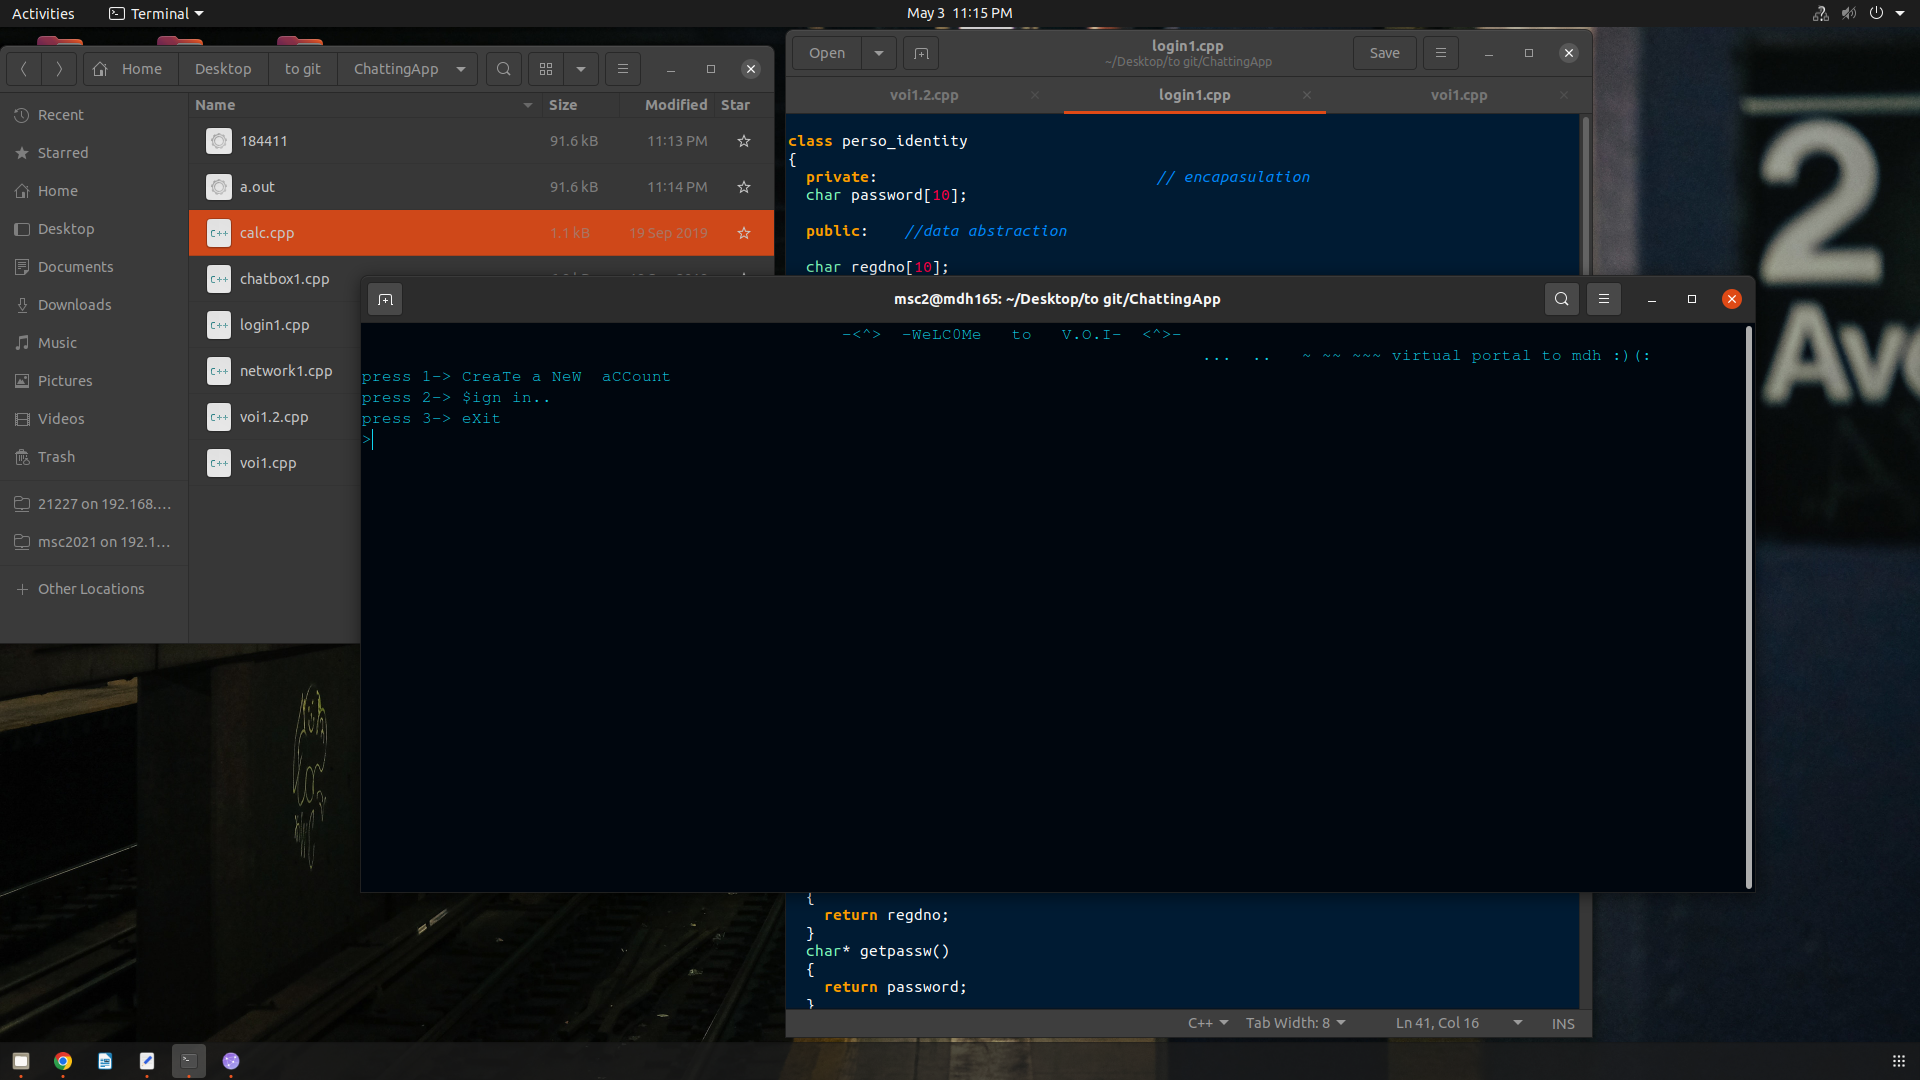 Activities
Terminal
May 3 11:15 PM
Home
Desktop
to git
ChattingApp
Name
Size
Modified
Star
Recent
Starred
Home
Desktop
Documents
Downloads
Music
Pictures
Videos
Trash
21227 on 192.168....
msc2021 on 192.1...
+ Other Locations
184411
91.6 kB
11:13 PM
a.out
91.6 kB
11:14 PM
calc.cpp
1.1 kB
19 Sep 2019
chatbox1.cpp
login1.cpp
network1.cpp
voi1.2.cpp
voi1.cpp
Open
login1.cpp
~/Desktop/to git/ChattingApp
Save
voi1.2.cpp
login1.cpp
voi1.cpp
class perso_identity
{
private: // encapasulation
char password[10];
public: //data abstraction
char regdno[10];
msc2@mdh165: ~/Desktop/to git/ChattingApp
-<^> -WeLC0Me to V.O.I- <^>-
... .. ~ ~~ ~~~ virtual portal to mdh :)(:
press 1-> CreaTe a NeW aCCount
press 2-> $ign in..
press 3-> eXit
>
{
return regdno;
}
char* getpassw()
{
return password;
}
C++
Tab Width: 8
Ln 41, Col 16
INS
2
Ave